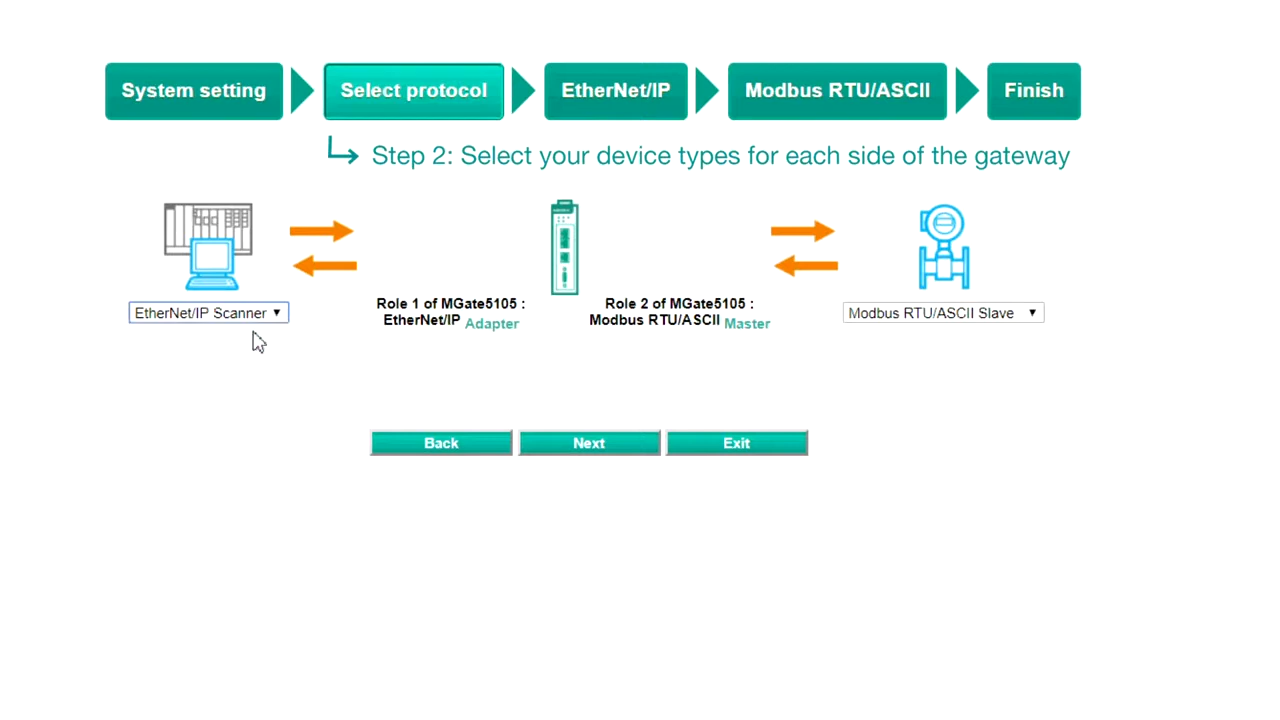 System setting
Select protocol
EtherNet/IP
Modbus RTU/ASCII
Finish
Step 2: Select your device types for each side of the gateway
EtherNet/IP Scanner
Role 1 of MGate5105 :
EtherNet/IP Adapter
Role 2 of MGate5105 :
Modbus RTU/ASCII Master
Modbus RTU/ASCII Slave
Back
Next
Exit